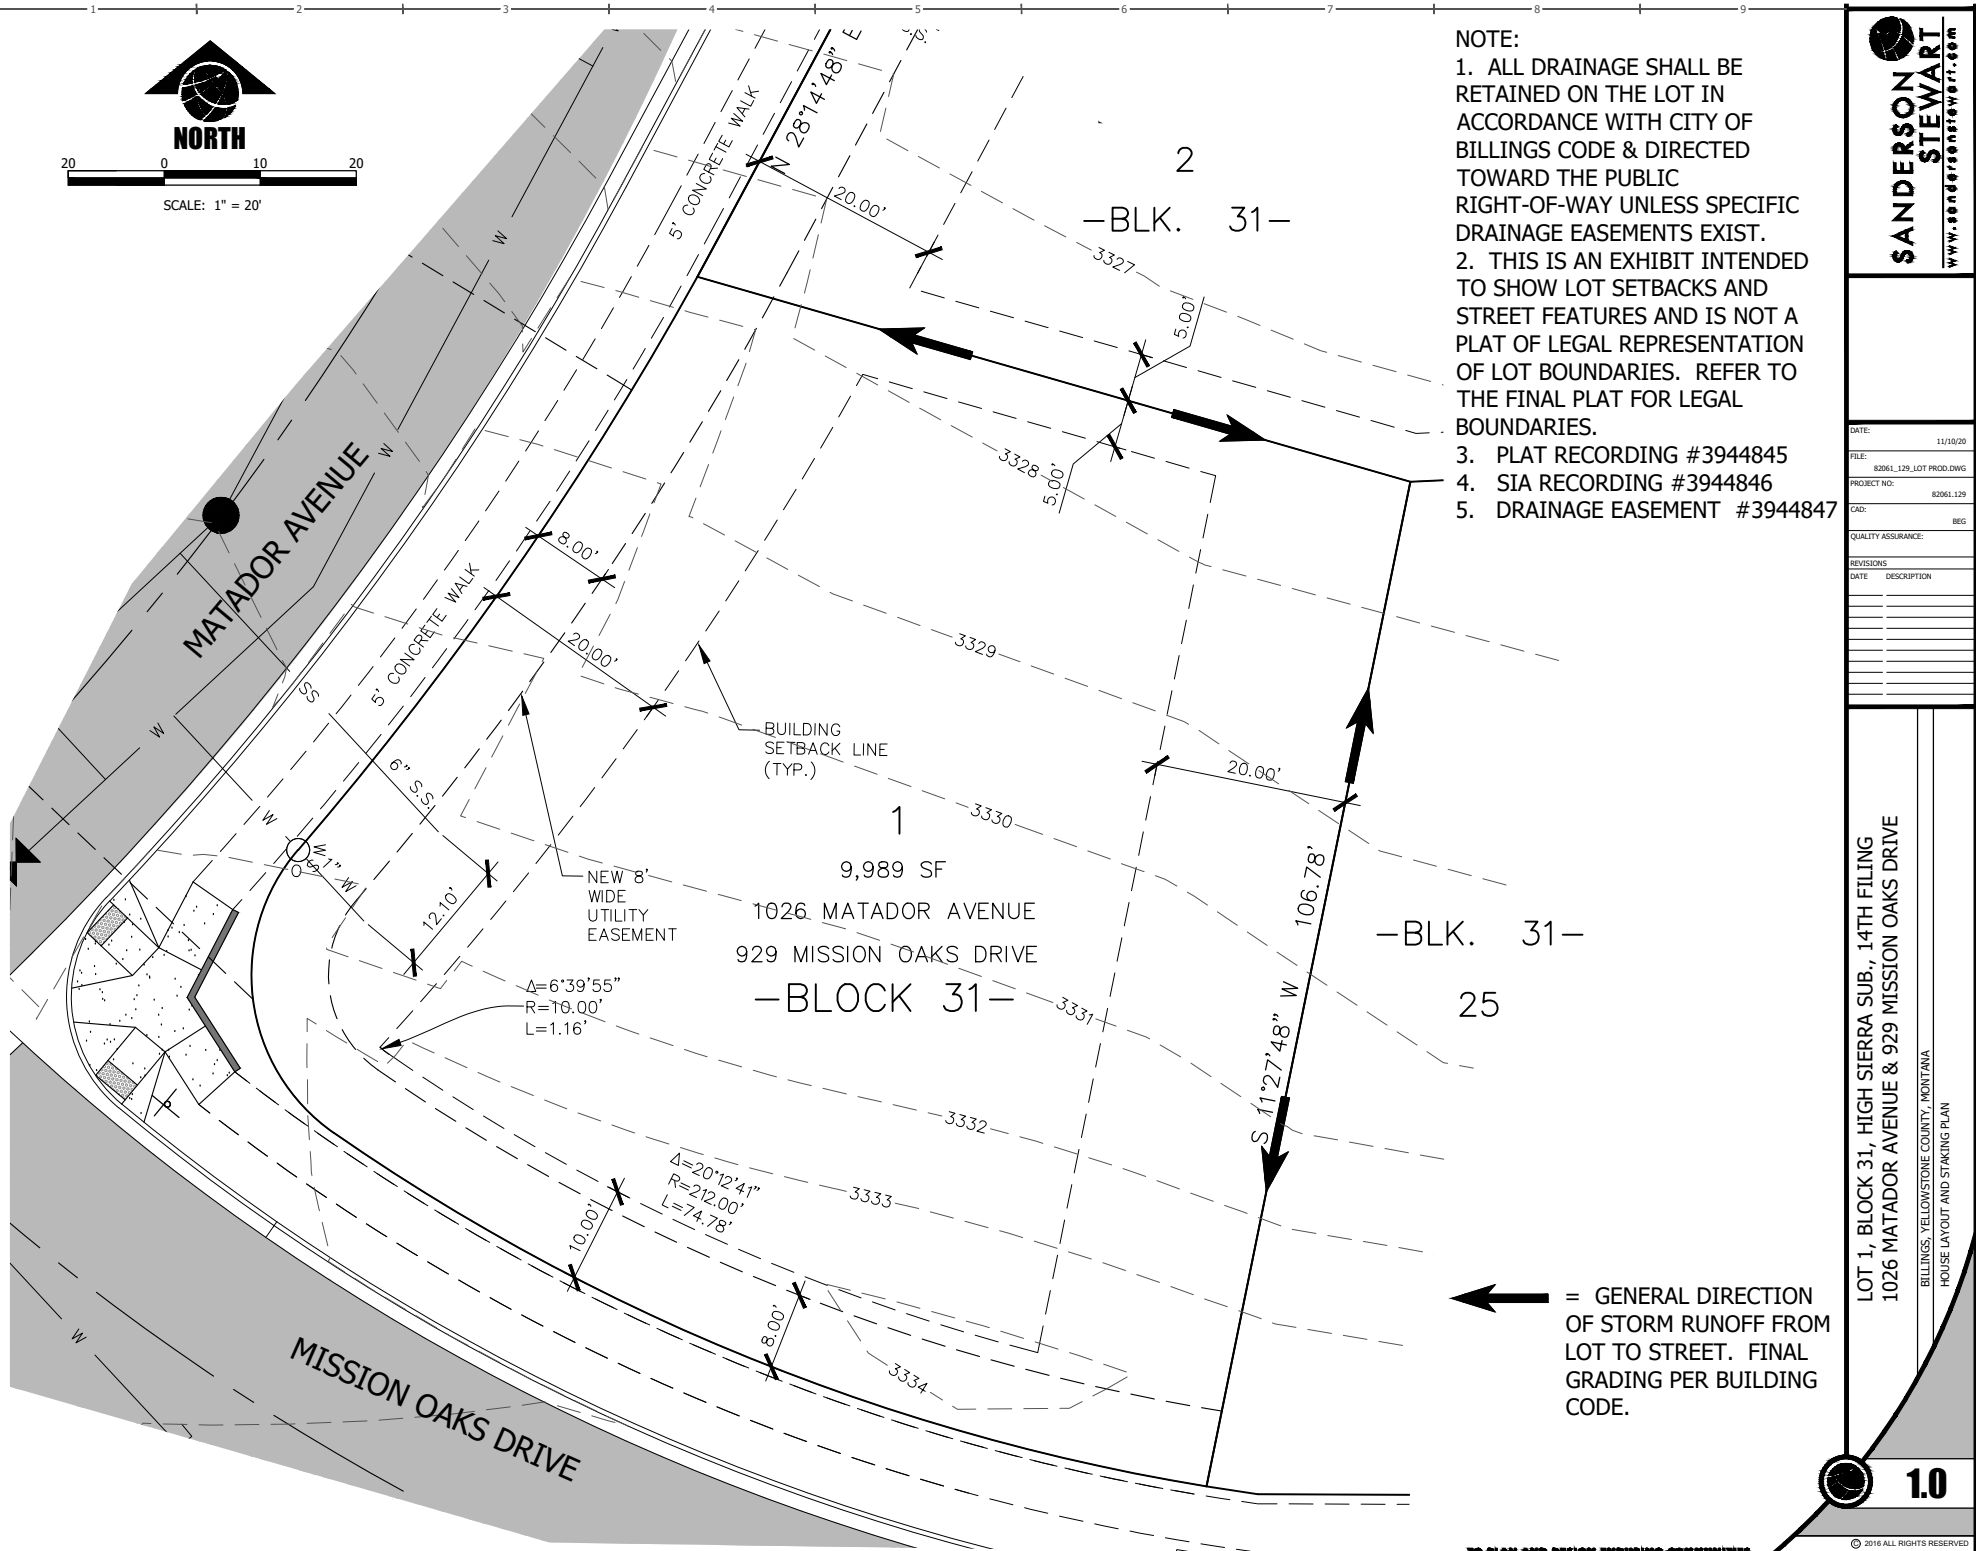 1 2 3 4 5 6 7 8 9
NORTH
20 0 10 20
SCALE: 1" = 20'
NOTE:
1. ALL DRAINAGE SHALL BE
RETAINED ON THE LOT IN
ACCORDANCE WITH CITY OF
BILLINGS CODE & DIRECTED
TOWARD THE PUBLIC
RIGHT-OF-WAY UNLESS SPECIFIC
DRAINAGE EASEMENTS EXIST.
2. THIS IS AN EXHIBIT INTENDED
TO SHOW LOT SETBACKS AND
STREET FEATURES AND IS NOT A
PLAT OF LEGAL REPRESENTATION
OF LOT BOUNDARIES. REFER TO
THE FINAL PLAT FOR LEGAL
BOUNDARIES.
3. PLAT RECORDING #3944845
4. SIA RECORDING #3944846
5. DRAINAGE EASEMENT #3944847
N 28°14'48" E
S.S.
5' CONCRETE WALK
20.00'
2
-BLK. 31-
3327
5.00'
5.00'
3328
W
W
MATADOR AVENUE
8.00'
20.00'
5' CONCRETE WALK
3329
SS
W
BUILDING
SETBACK LINE
(TYP.)
6" S.S.
20.00'
3330
W
W
1"
W
S
O
12.10'
NEW 8'
WIDE
UTILITY
EASEMENT
1
9,989 SF
1026 MATADOR AVENUE
929 MISSION OAKS DRIVE
-BLOCK 31-
S 11°27'48" W 106.78'
-BLK. 31-
25
Δ=6°39'55"
R=10.00'
L=1.16'
3331
3332
3333
Δ=20°12'41"
R=212.00'
L=74.78'
10.00'
8.00'
3334
W
MISSION OAKS DRIVE
= GENERAL DIRECTION
OF STORM RUNOFF FROM
LOT TO STREET. FINAL
GRADING PER BUILDING
CODE.
SANDERSON
STEWART
www.sandersonstewart.com
DATE:
11/10/20
FILE:
82061_129_LOT PROD.DWG
PROJECT NO:
82061.129
CAD:
BEG
QUALITY ASSURANCE:
REVISIONS
DATE DESCRIPTION
LOT 1, BLOCK 31, HIGH SIERRA SUB., 14TH FILING
1026 MATADOR AVENUE & 929 MISSION OAKS DRIVE
BILLINGS, YELLOWSTONE COUNTY, MONTANA
HOUSE LAYOUT AND STAKING PLAN
1.0
© 2016 ALL RIGHTS RESERVED